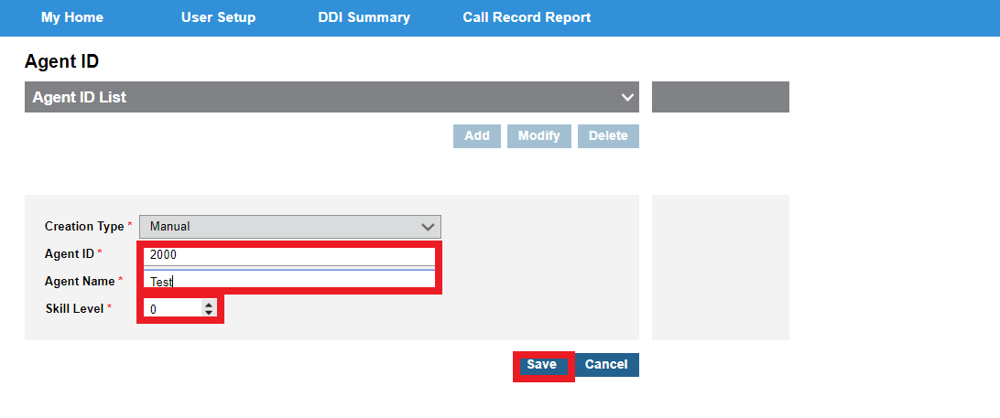 My Home User Setup DDI Summary Call Record Report
Agent ID
Agent ID List
Add Modify Delete
Creation Type * Manual
Agent ID * 2000
Agent Name * Test
Skill Level * 0
Save Cancel